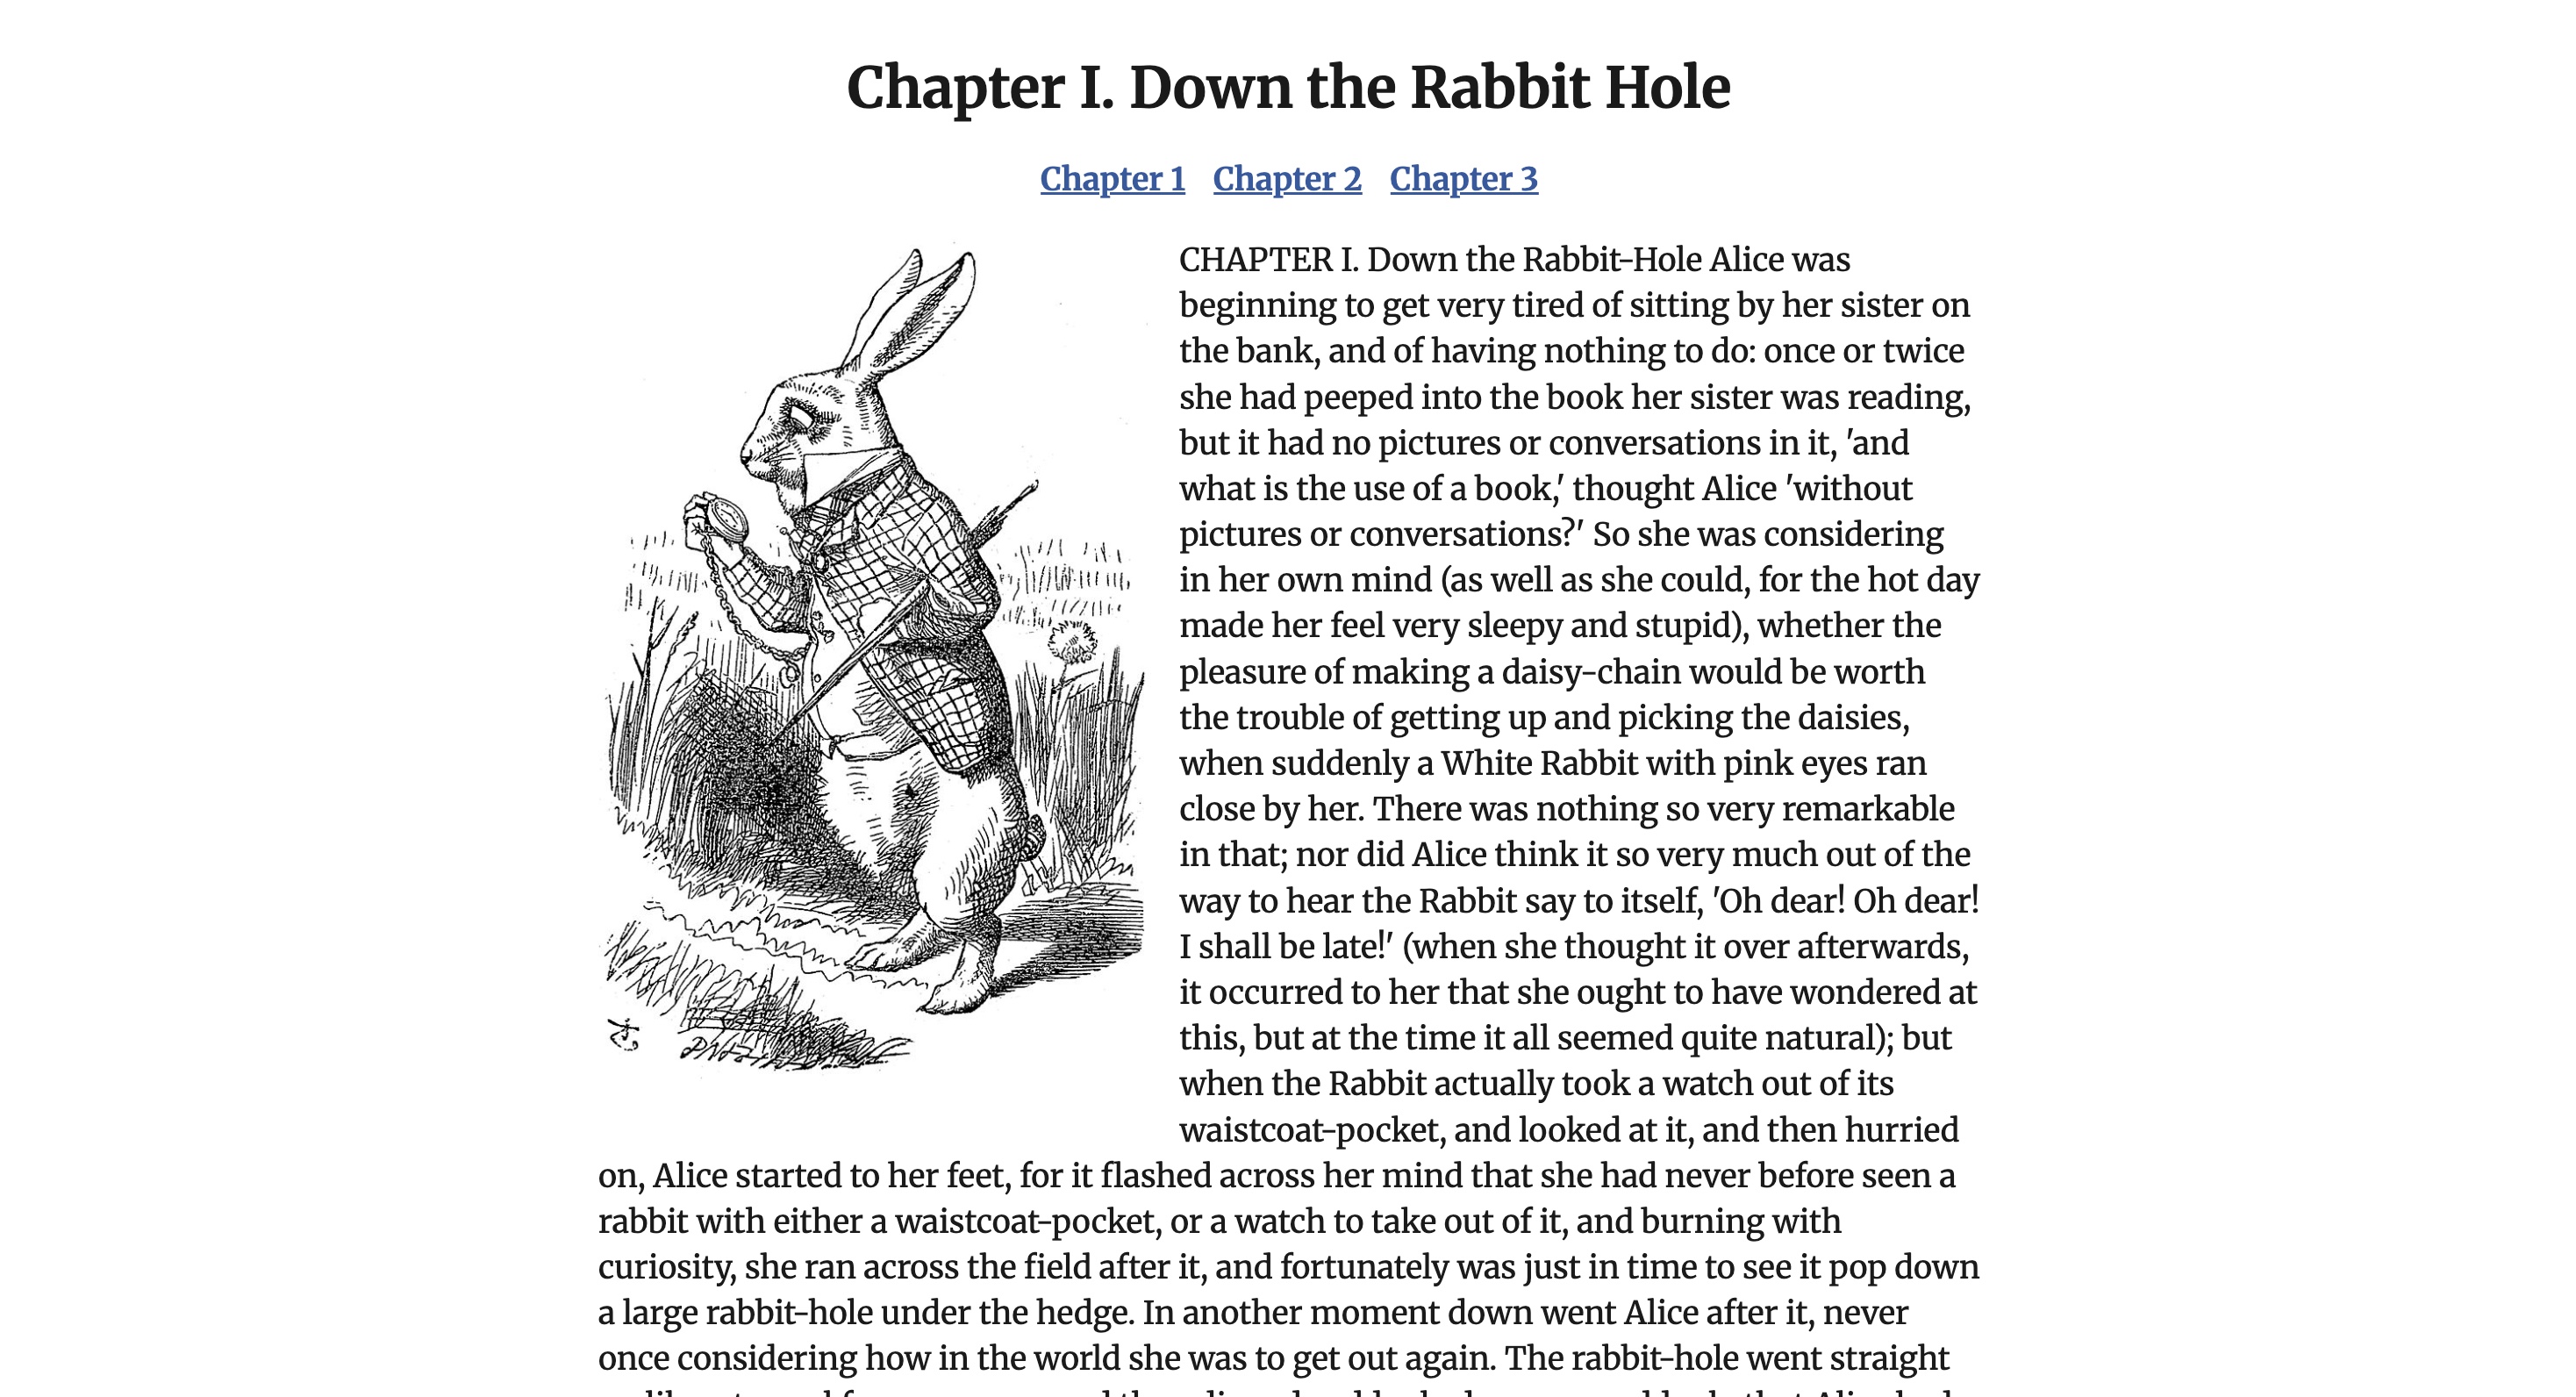 Chapter I. Down the Rabbit Hole
Chapter 1 Chapter 2 Chapter 3
CHAPTER I. Down the Rabbit-Hole Alice was
beginning to get very tired of sitting by her sister on
the bank, and of having nothing to do: once or twice
she had peeped into the book her sister was reading,
but it had no pictures or conversations in it, 'and
what is the use of a book,' thought Alice 'without
pictures or conversations?' So she was considering
in her own mind (as well as she could, for the hot day
made her feel very sleepy and stupid), whether the
pleasure of making a daisy-chain would be worth
the trouble of getting up and picking the daisies,
when suddenly a White Rabbit with pink eyes ran
close by her. There was nothing so very remarkable
in that; nor did Alice think it so very much out of the
way to hear the Rabbit say to itself, 'Oh dear! Oh dear!
I shall be late!' (when she thought it over afterwards,
it occurred to her that she ought to have wondered at
this, but at the time it all seemed quite natural); but
when the Rabbit actually took a watch out of its
waistcoat-pocket, and looked at it, and then hurried
on, Alice started to her feet, for it flashed across her mind that she had never before seen a
rabbit with either a waistcoat-pocket, or a watch to take out of it, and burning with
curiosity, she ran across the field after it, and fortunately was just in time to see it pop down
a large rabbit-hole under the hedge. In another moment down went Alice after it, never
once considering how in the world she was to get out again. The rabbit-hole went straight